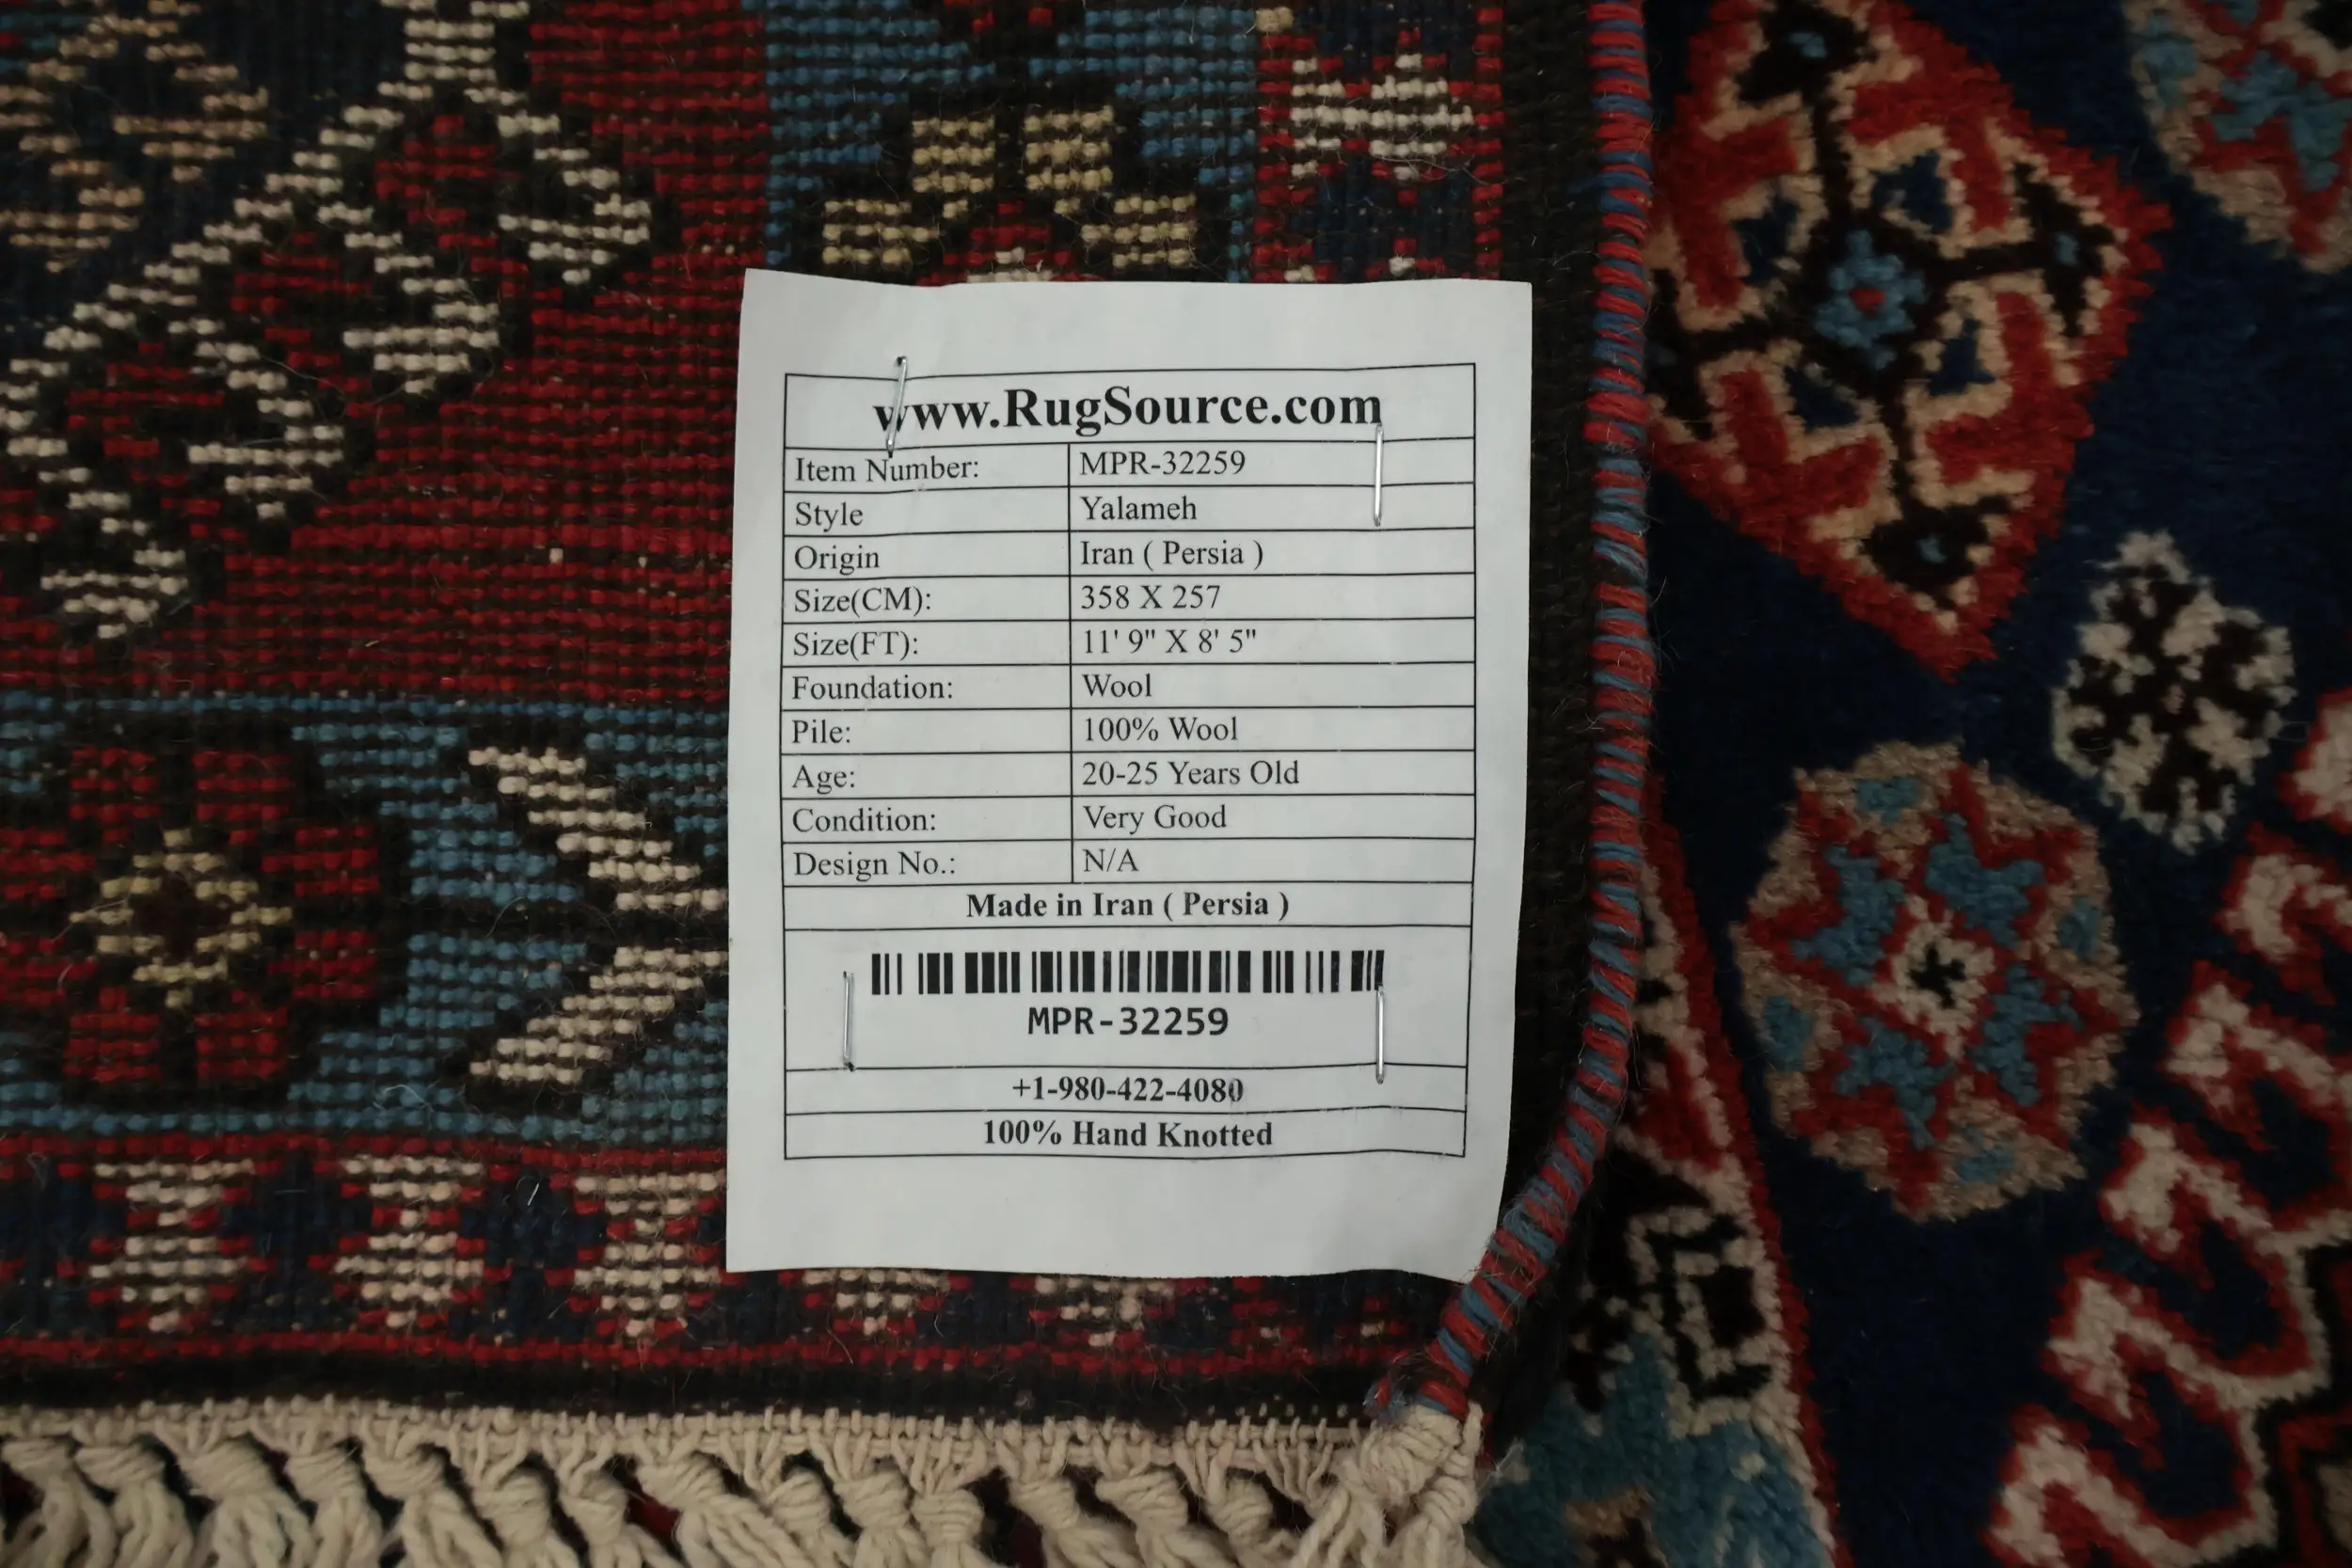 www.RugSource.com
Item Number: MPR-32259
Style Yalameh
Origin Iran ( Persia )
Size(CM): 358 X 257
Size(FT): 11' 9" X 8' 5"
Foundation: Wool
Pile: 100% Wool
Age: 20-25 Years Old
Condition: Very Good
Design No.: N/A
Made in Iran ( Persia )
MPR-32259
+1-980-422-4080
100% Hand Knotted